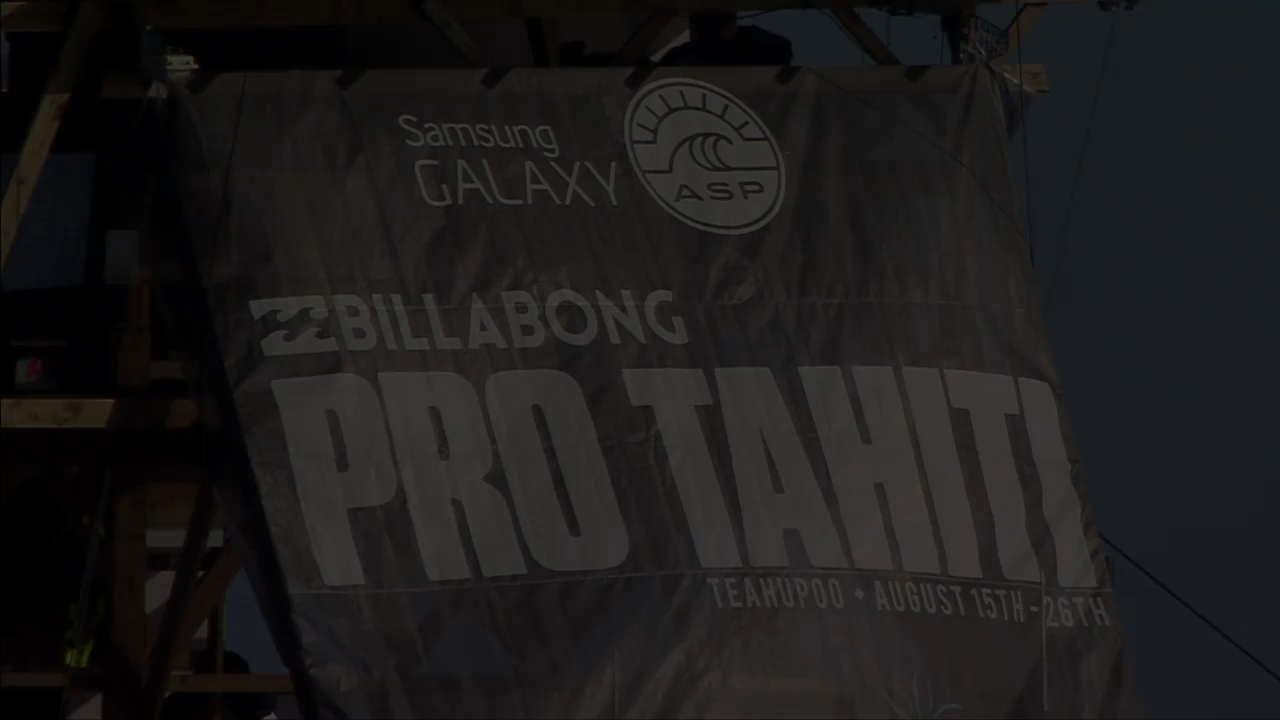 Samsung
GALAXY
ASP
BILLABONG
PRO TAHITI
TEAHUPOO • AUGUST 15TH - 26TH